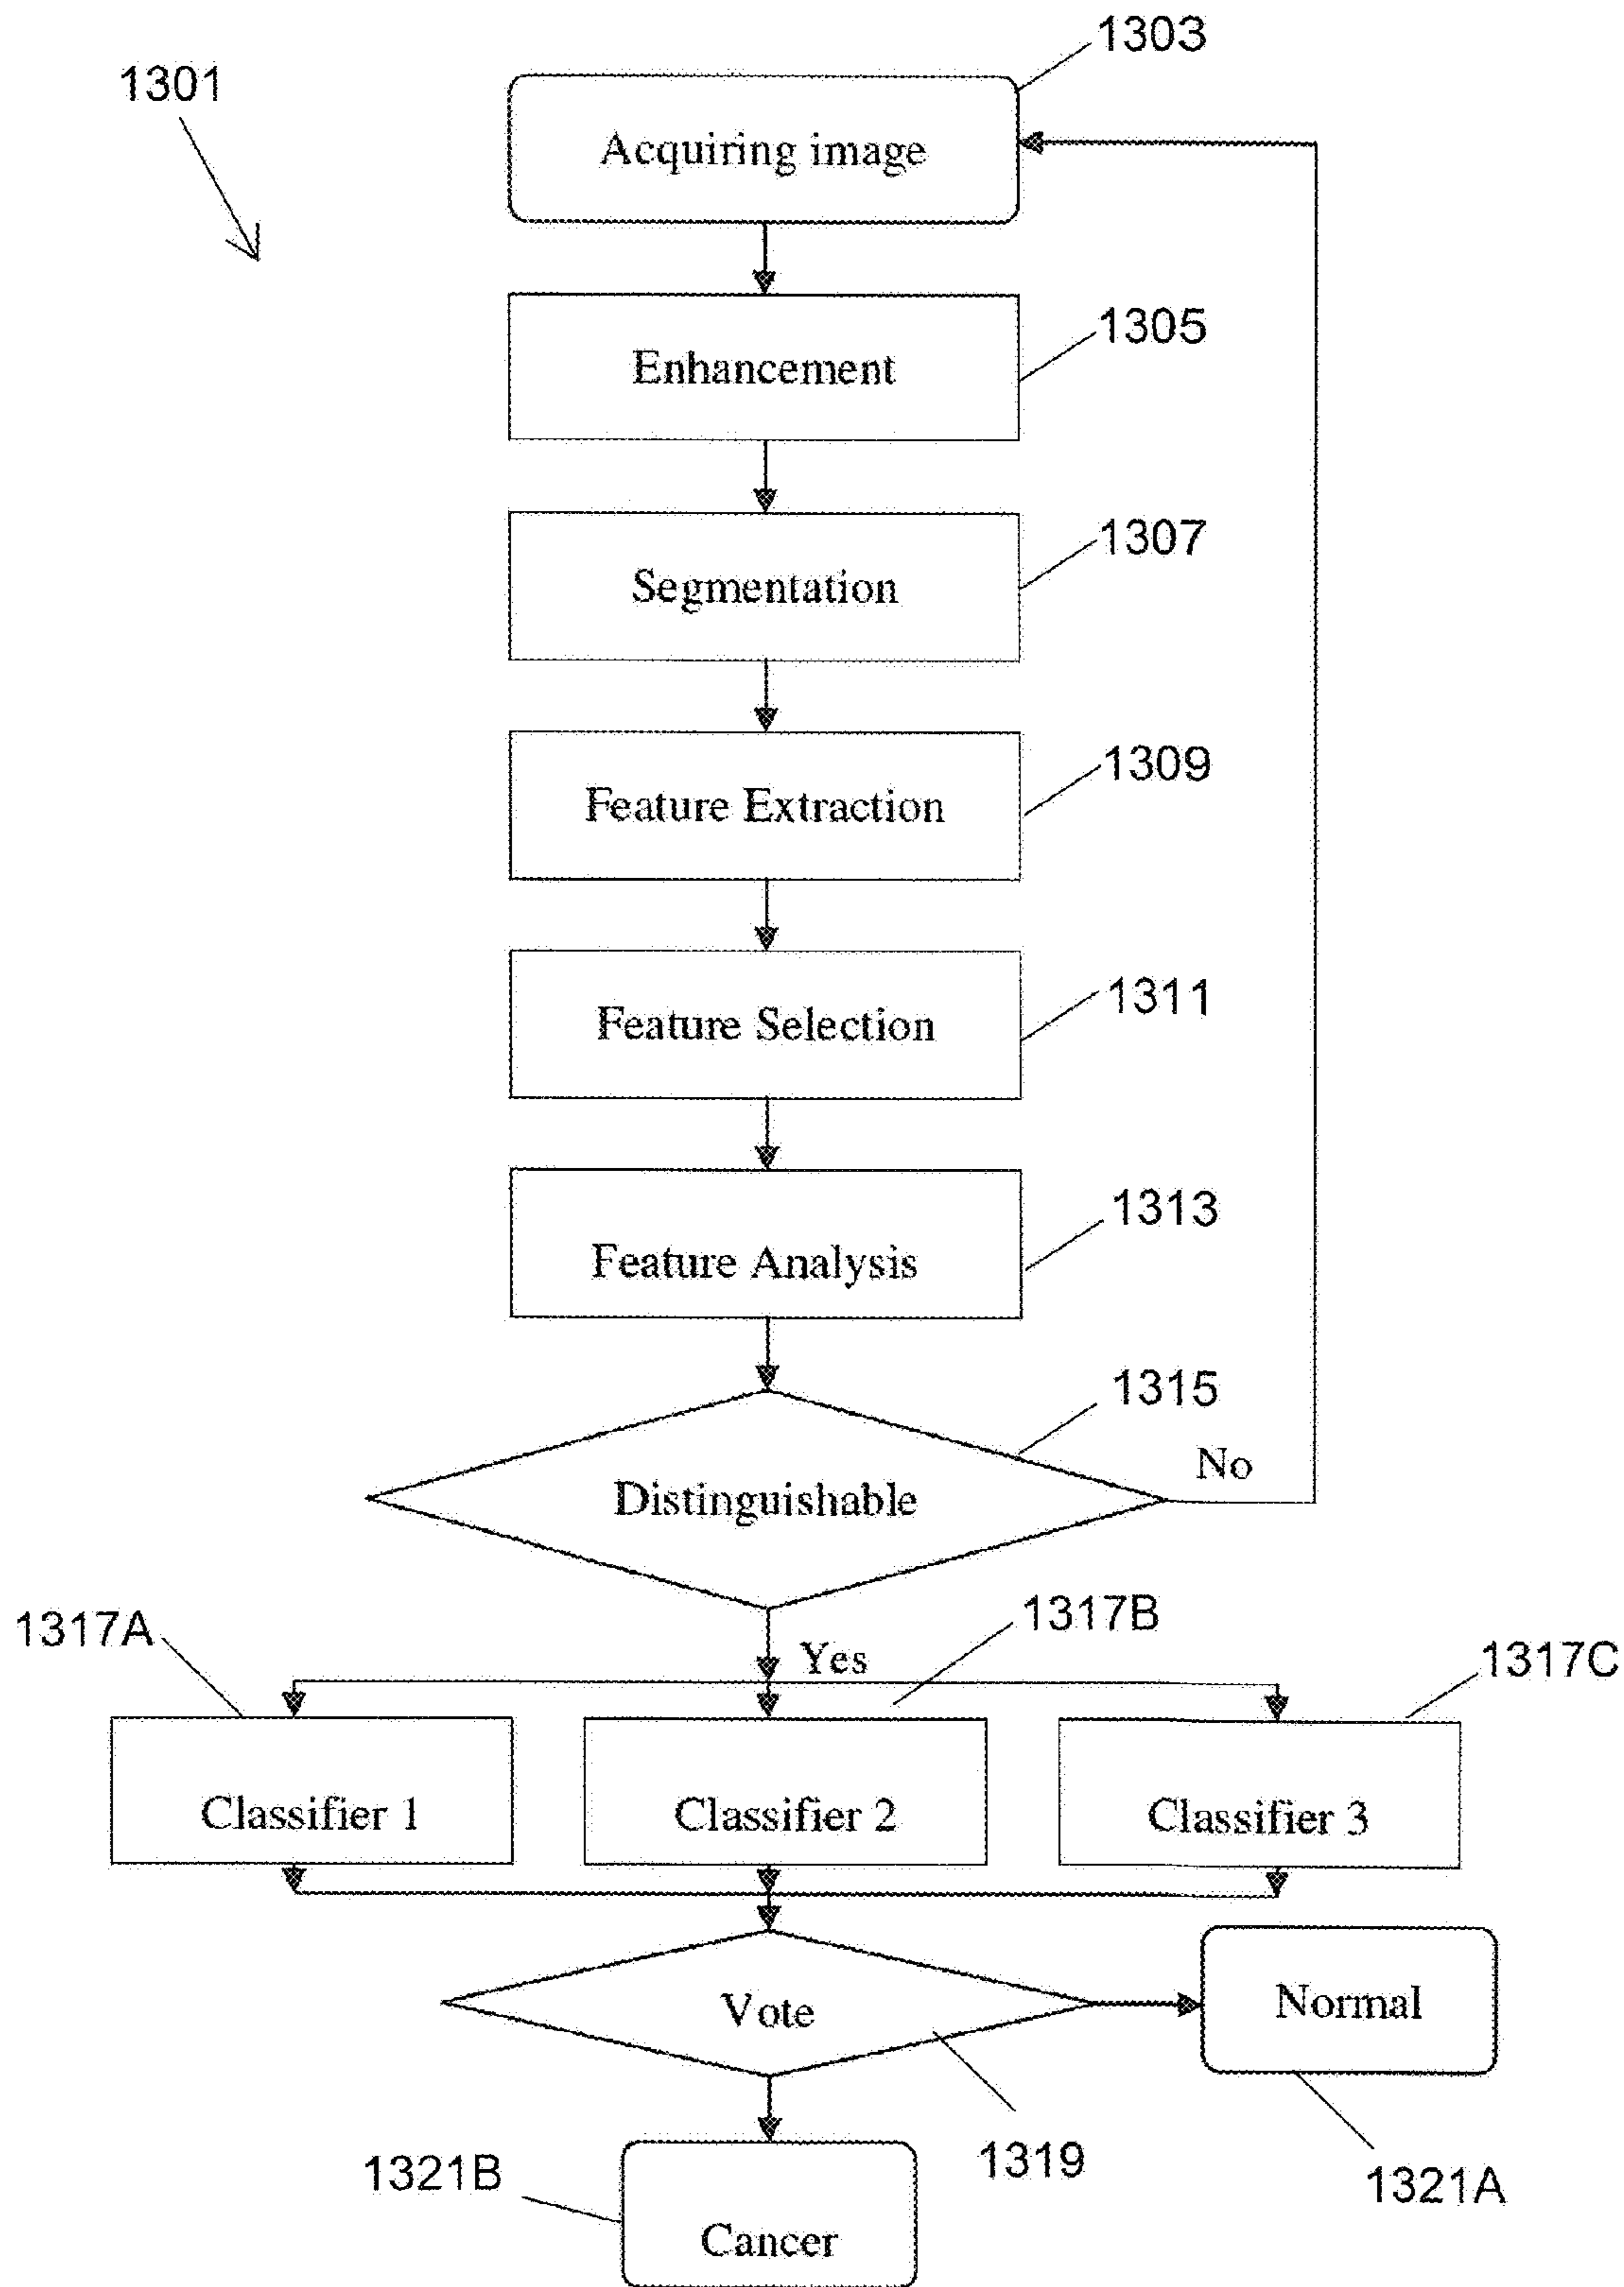 1303
1301
Acquiring image
1305
Enhancement
1307
Segmentation
1309
Feature Extraction
1311
Feature Selection
1313
Feature Analysis
1315
No
Distinguishable
1317A
1317B
1317C
Yes
Classifier 1
Classifier 2
Classifier 3
Vote
Normal
1319
1321A
1321B
Cancer